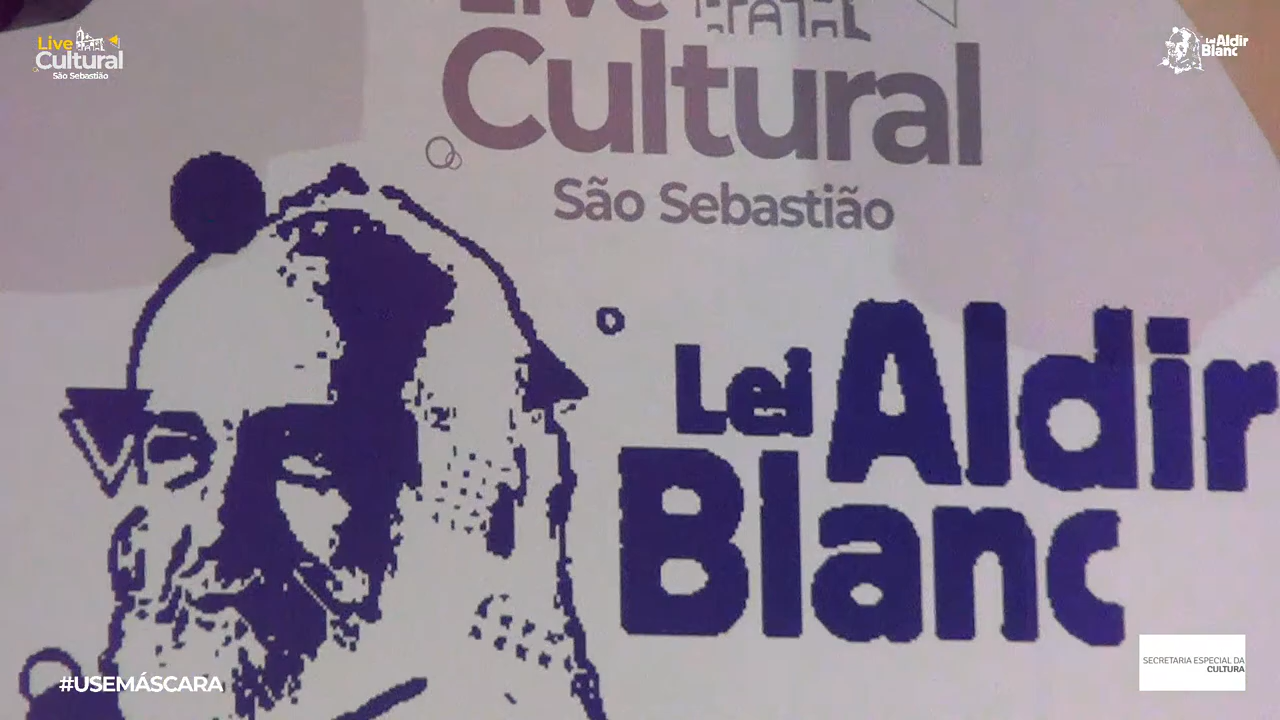 Live
Cultural
São Sebastião
Lei Aldir
Blanc
Live
Cultural
São Sebastião
Lei Aldir
Blanc
#USEMÁSCARA
SECRETARIA ESPECIAL DA
CULTURA